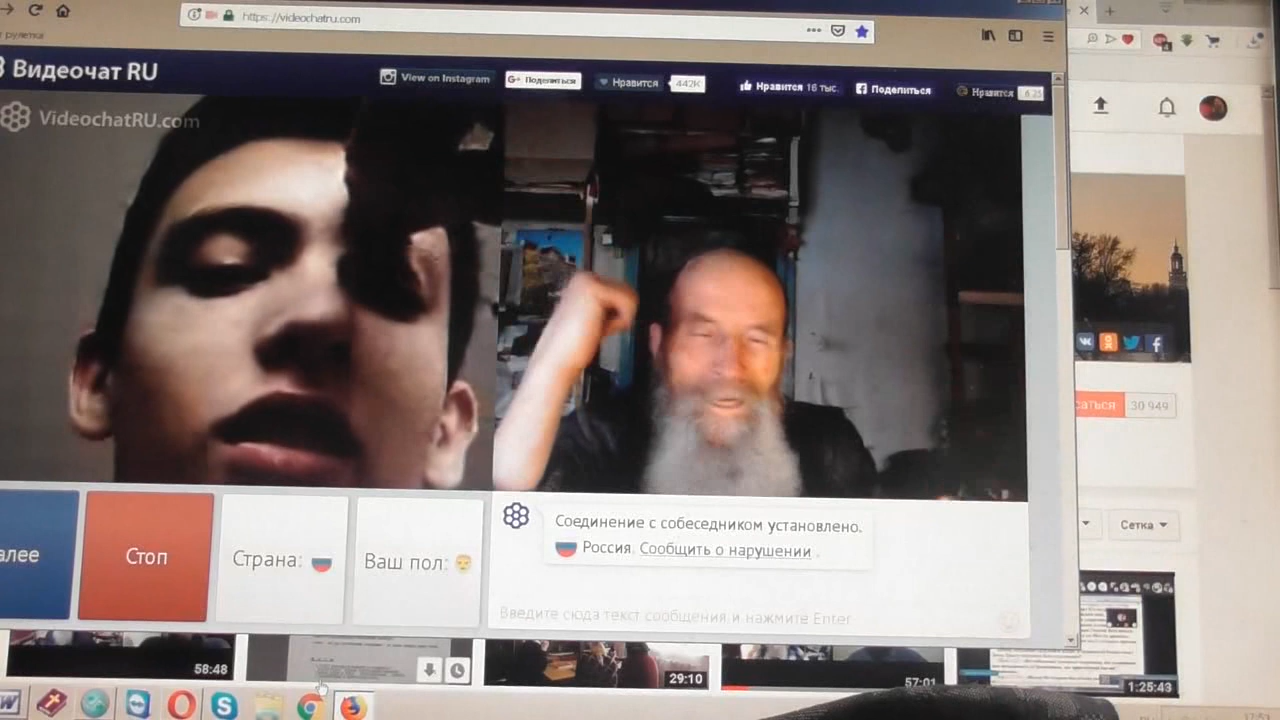 https://videochatru.com
рулетка
Видеочат RU
View on Instagram
Поделиться
Нравится
442K
Нравится 16 тыс.
Поделиться
Нравится
VideochatRU.com
30 949
Соединение с собеседником установлено.
Россия. Сообщить о нарушении
алее
Стоп
Страна:
Ваш пол:
Сетка
Введите сюда текст сообщения и нажмите Enter
58:48
29:10
57:01
1:25:43